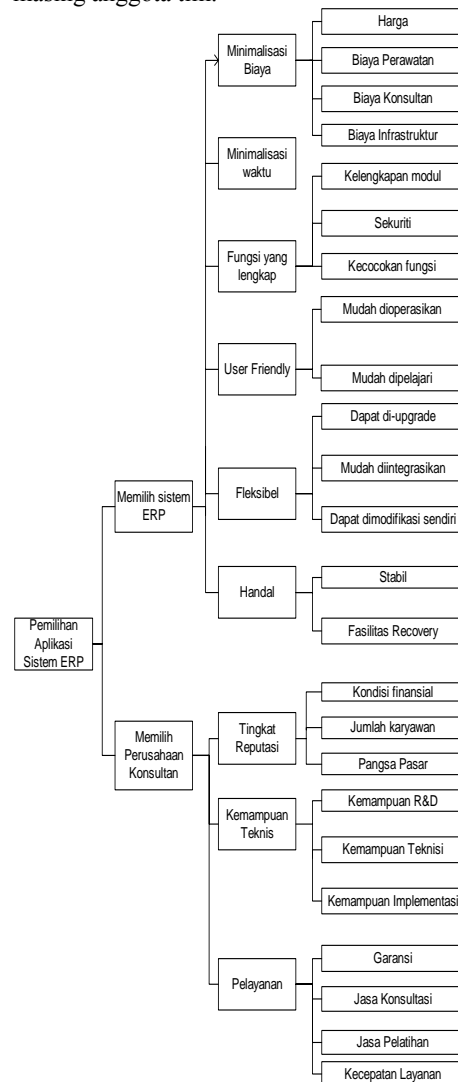 masing anggota tim.
Harga
Minimalisasi
Biaya
Biaya Perawatan
Biaya Konsultan
Biaya Infrastruktur
Minimalisasi
waktu
Kelengkapan modul
Sekuriti
Fungsi yang
lengkap
Kecocokan fungsi
Mudah dioperasikan
User Friendly
Mudah dipelajari
Dapat di-upgrade
Memilih sistem
ERP
Fleksibel
Mudah diintegrasikan
Dapat dimodifikasi sendiri
Handal
Stabil
Fasilitas Recovery
Pemilihan
Aplikasi
Sistem ERP
Kondisi finansial
Memilih
Perusahaan
Konsultan
Tingkat
Reputasi
Jumlah karyawan
Pangsa Pasar
Kemampuan R&D
Kemampuan
Teknis
Kemampuan Teknisi
Kemampuan Implementasi
Garansi
Pelayanan
Jasa Konsultasi
Jasa Pelatihan
Kecepatan Layanan